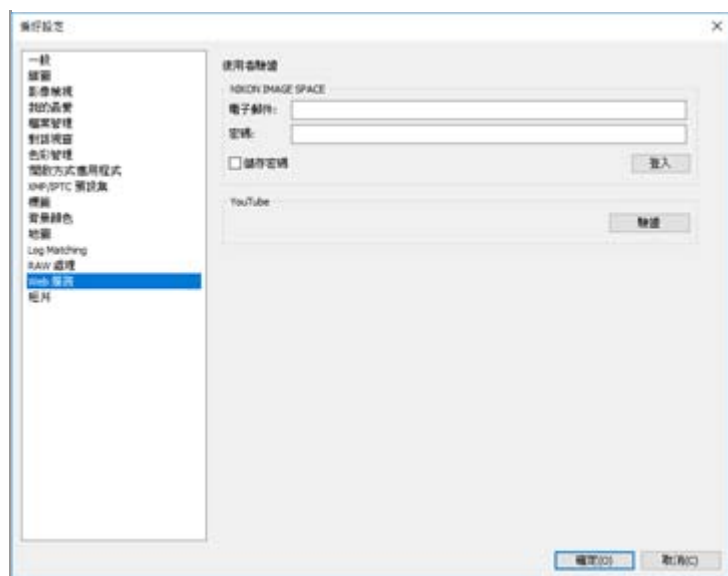 偏好設定
一般
縮圖
影像檢視
我的最愛
檔案管理
對話視窗
色彩管理
"開啟方式"應用程式
XMP/IPTC 預設集
標籤
背景顏色
地圖
Log Matching
RAW 處理
Web 服務
短片
使用者驗證
NIKON IMAGE SPACE
電子郵件:
密碼:
儲存密碼
登入
YouTube
驗證
確定(O)
取消(C)